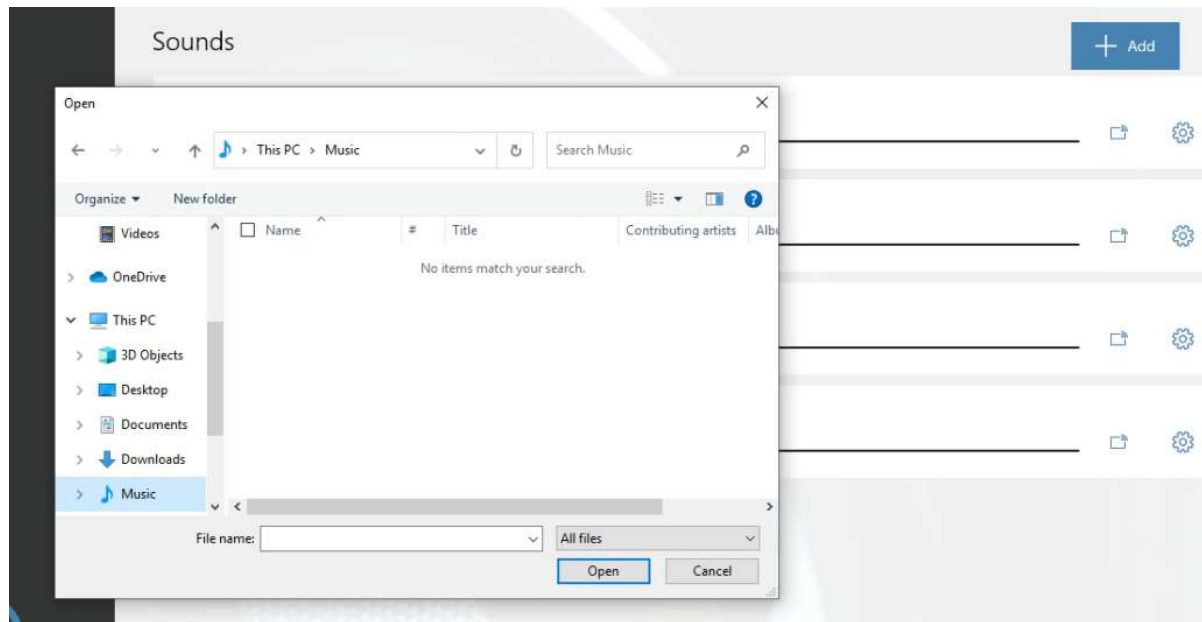 Sounds
Add
Open
This PC > Music
Search Music
Organize
New folder
Name
#
Title
Contributing artists
Albu
No items match your search.
Videos
OneDrive
This PC
3D Objects
Desktop
Documents
Downloads
Music
File name:
All files
Open
Cancel